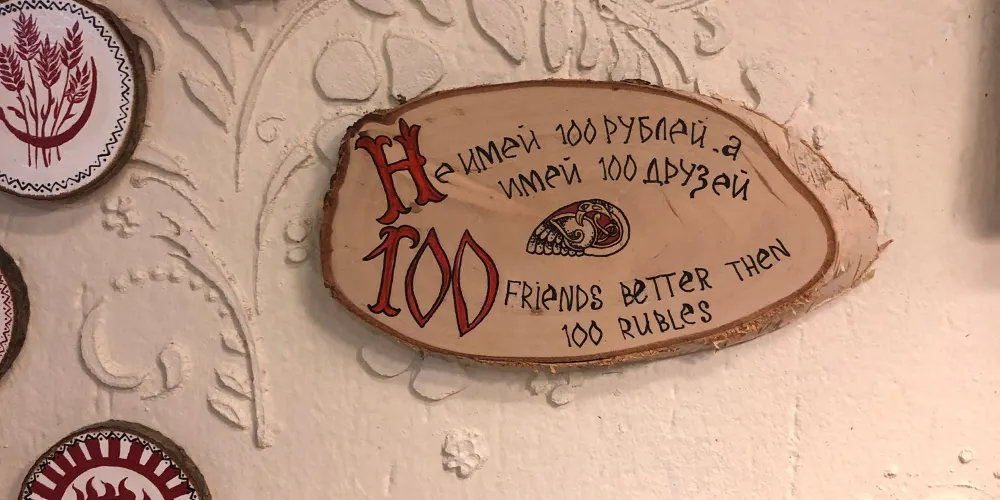 Не имей 100 рублей.а
имей 100 друзей
100 FRIENDS BETTER THEN
100 RUBLES